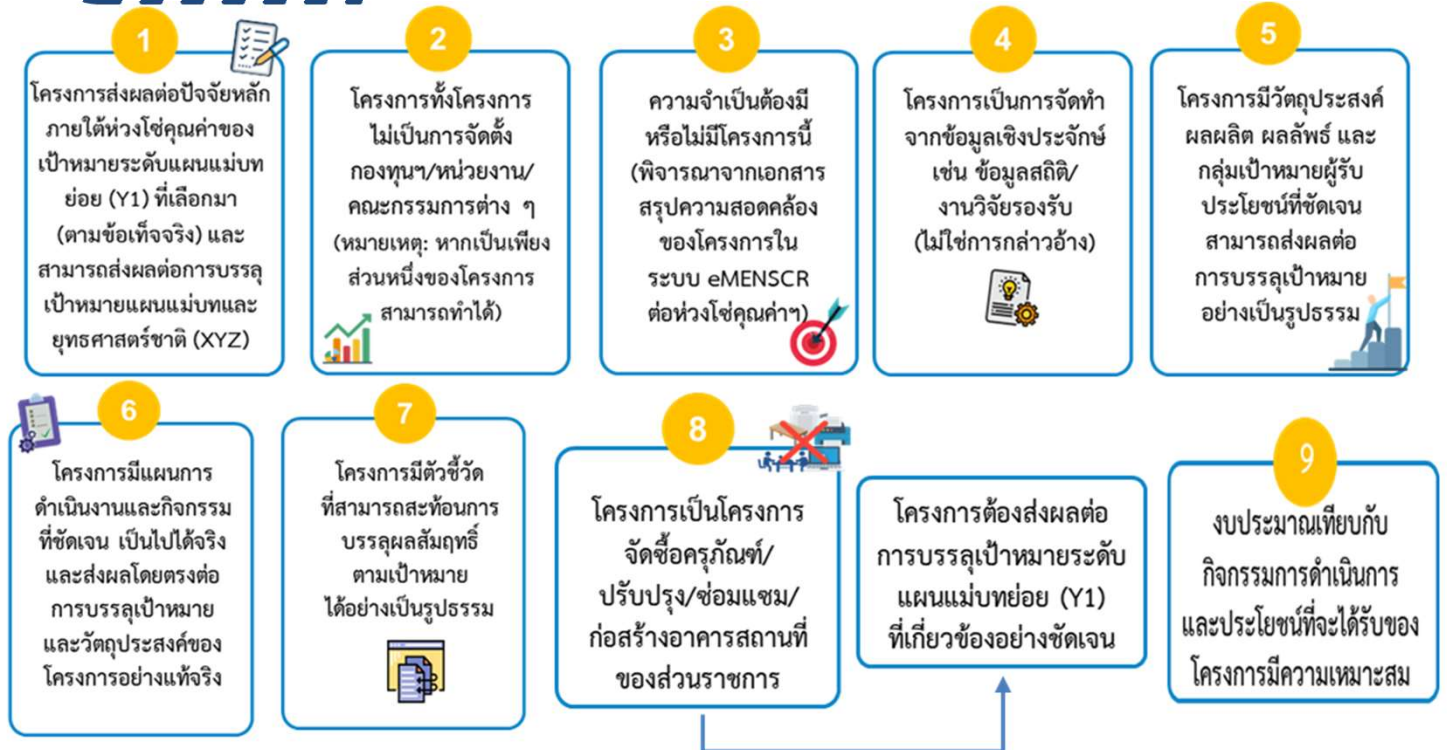 1
โครงการส่งผลต่อปัจจัยหลัก
ภายใต้ห่วงโซ่คุณค่าของ
เป้าหมายระดับแผนแม่บท
ย่อย (Y1) ที่เลือกมา
(ตามข้อเท็จจริง) และ
สามารถส่งผลต่อการบรรลุ
เป้าหมายแผนแม่บทและ
ยุทธศาสตร์ชาติ (XYZ)
2
โครงการทั้งโครงการ
ไม่เป็นการจัดตั้ง
กองทุนฯ/หน่วยงาน/
คณะกรรมการต่าง ๆ
(หมายเหตุ: หากเป็นเพียง
ส่วนหนึ่งของโครงการ
สามารถทำได้)
3
ความจำเป็นต้องมี
หรือไม่มีโครงการนี้
(พิจารณาจากเอกสาร
สรุปความสอดคล้อง
ของโครงการใน
ระบบ eMENSCR
ต่อห่วงโซ่คุณค่าฯ)
4
โครงการเป็นการจัดทำ
จากข้อมูลเชิงประจักษ์
เช่น ข้อมูลสถิติ/
งานวิจัยรองรับ
(ไม่ใช่การกล่าวอ้าง)
5
โครงการมีวัตถุประสงค์
ผลผลิต ผลลัพธ์ และ
กลุ่มเป้าหมายผู้รับ
ประโยชน์ที่ชัดเจน
สามารถส่งผลต่อ
การบรรลุเป้าหมาย
อย่างเป็นรูปธรรม
6
โครงการมีแผนการ
ดำเนินงานและกิจกรรม
ที่ชัดเจน เป็นไปได้จริง
และส่งผลโดยตรงต่อ
การบรรลุเป้าหมาย
และวัตถุประสงค์ของ
โครงการอย่างแท้จริง
7
โครงการมีตัวชี้วัด
ที่สามารถสะท้อนการ
บรรลุผลสัมฤทธิ์
ตามเป้าหมาย
ได้อย่างเป็นรูปธรรม
8
โครงการเป็นโครงการ
จัดซื้อครุภัณฑ์/
ปรับปรุง/ซ่อมแซม/
ก่อสร้างอาคารสถานที่
ของส่วนราชการ
โครงการต้องส่งผลต่อ
การบรรลุเป้าหมายระดับ
แผนแม่บทย่อย (Y1)
ที่เกี่ยวข้องอย่างชัดเจน
9
งบประมาณเทียบกับ
กิจกรรมการดำเนินการ
และประโยชน์ที่จะได้รับของ
โครงการมีความเหมาะสม